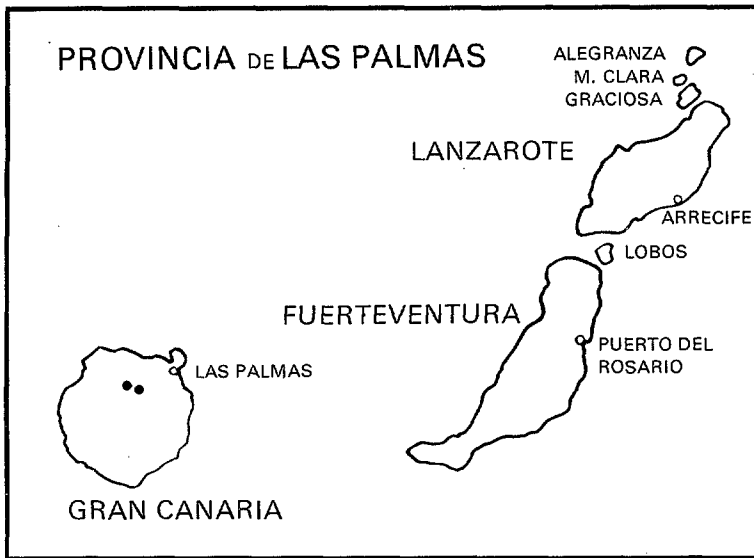 PROVINCIA DE LAS PALMAS
ALEGRANZA
M. CLARA
GRACIOSA
LANZAROTE
ARRECIFE
LOBOS
FUERTEVENTURA
PUERTO DEL
ROSARIO
LAS PALMAS
GRAN CANARIA